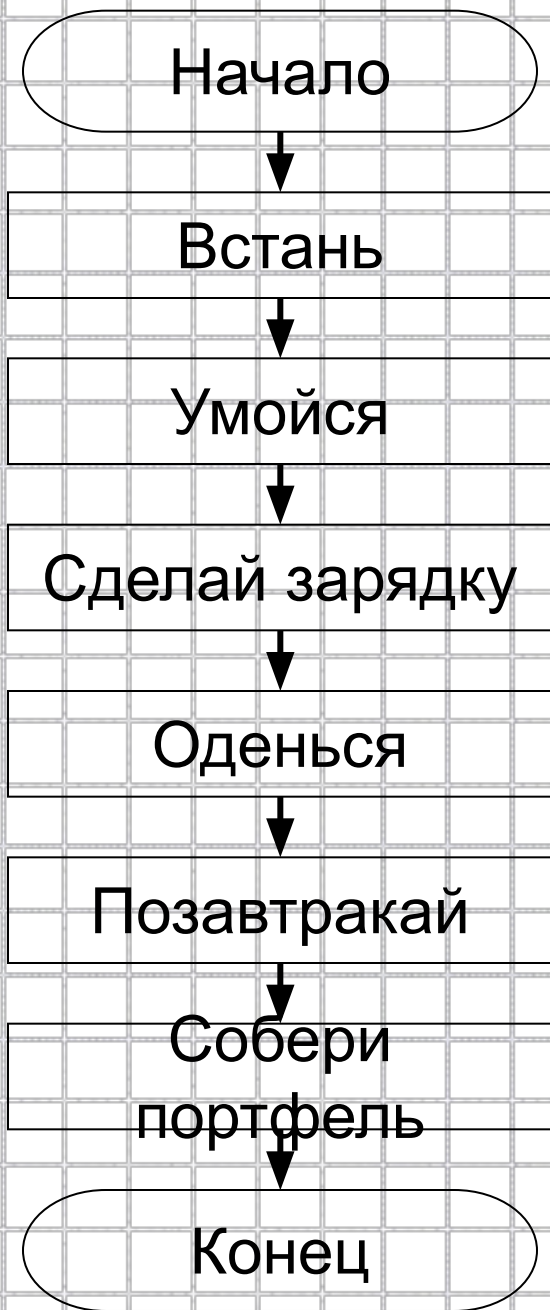 Начало
Встань
Умойся
Сделай зарядку
Оденься
Позавтракай
Собери
портфель
Конец